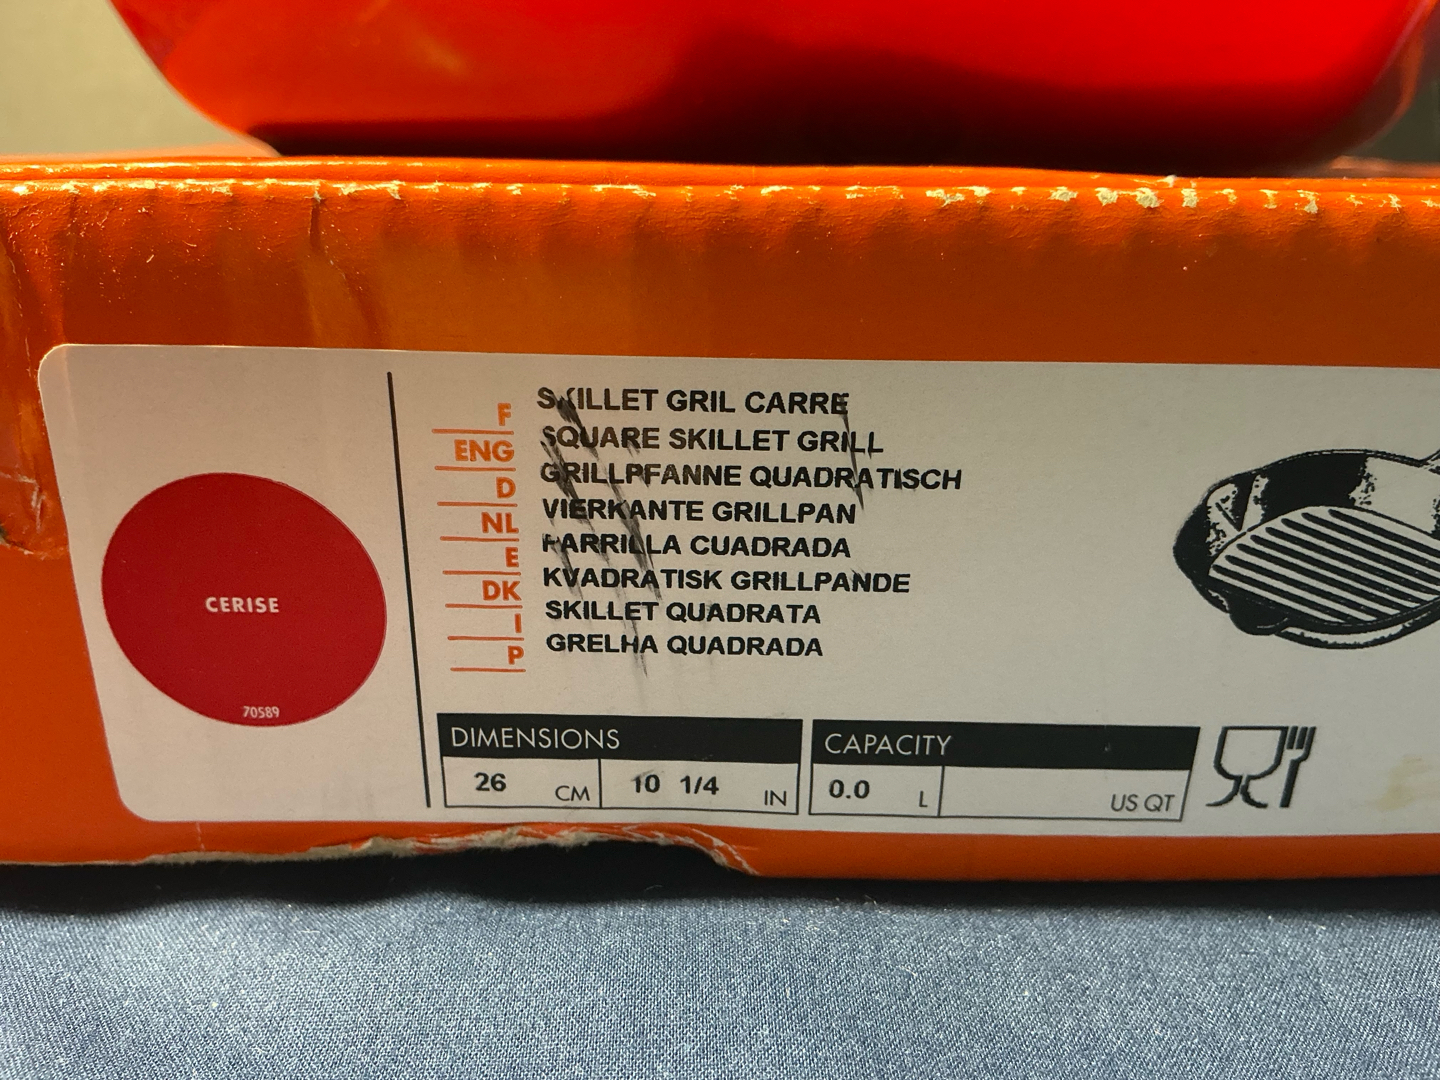 CERISE
70589
F SKILLET GRIL CARRE
ENG SQUARE SKILLET GRILL
D GRILLPFANNE QUADRATISCH
NL VIERKANTE GRILLPAN
E PARRILLA CUADRADA
DK KVADRATISK GRILLPANDE
I SKILLET QUADRATA
P GRELHA QUADRADA
DIMENSIONS
26 CM 10 1/4 IN
CAPACITY
0.0 L US QT